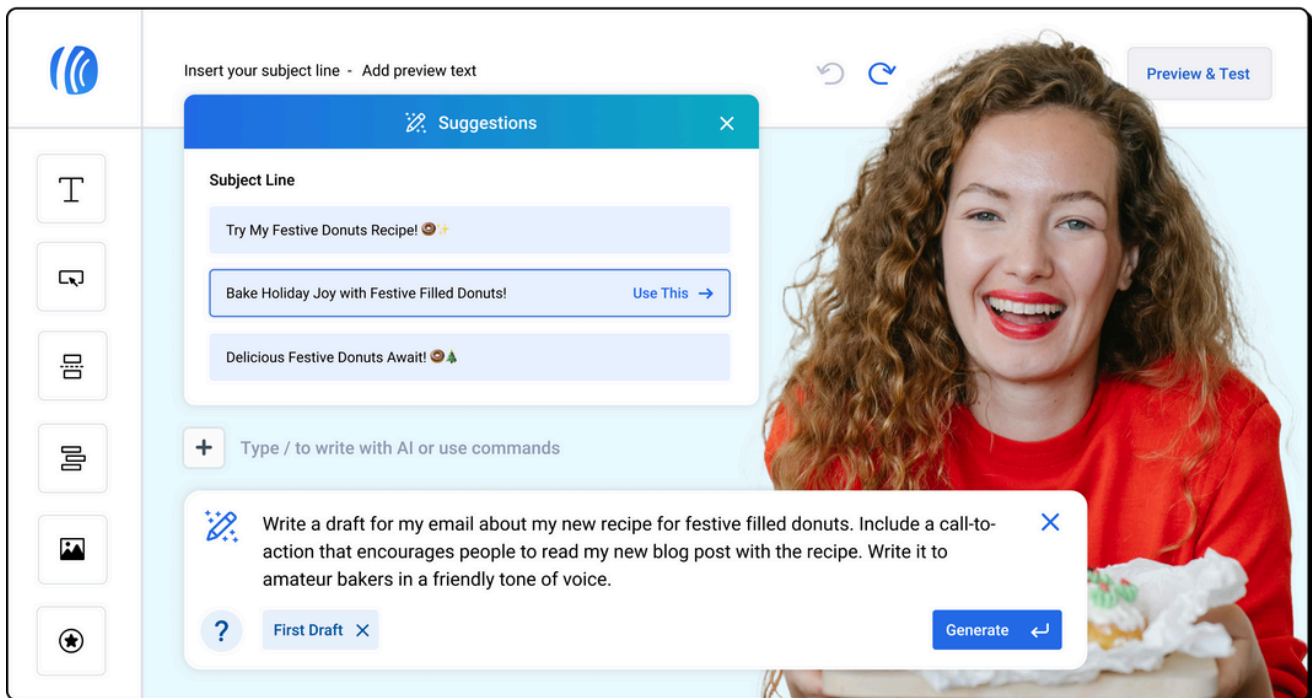 Insert your subject line - Add preview text
Preview & Test
Suggestions
Subject Line
Try My Festive Donuts Recipe! 🍩✨
Bake Holiday Joy with Festive Filled Donuts!
Use This →
Delicious Festive Donuts Await! 🍩🎄
Type / to write with AI or use commands
Write a draft for my email about my new recipe for festive filled donuts. Include a call-to-
action that encourages people to read my new blog post with the recipe. Write it to
amateur bakers in a friendly tone of voice.
?
First Draft
Generate